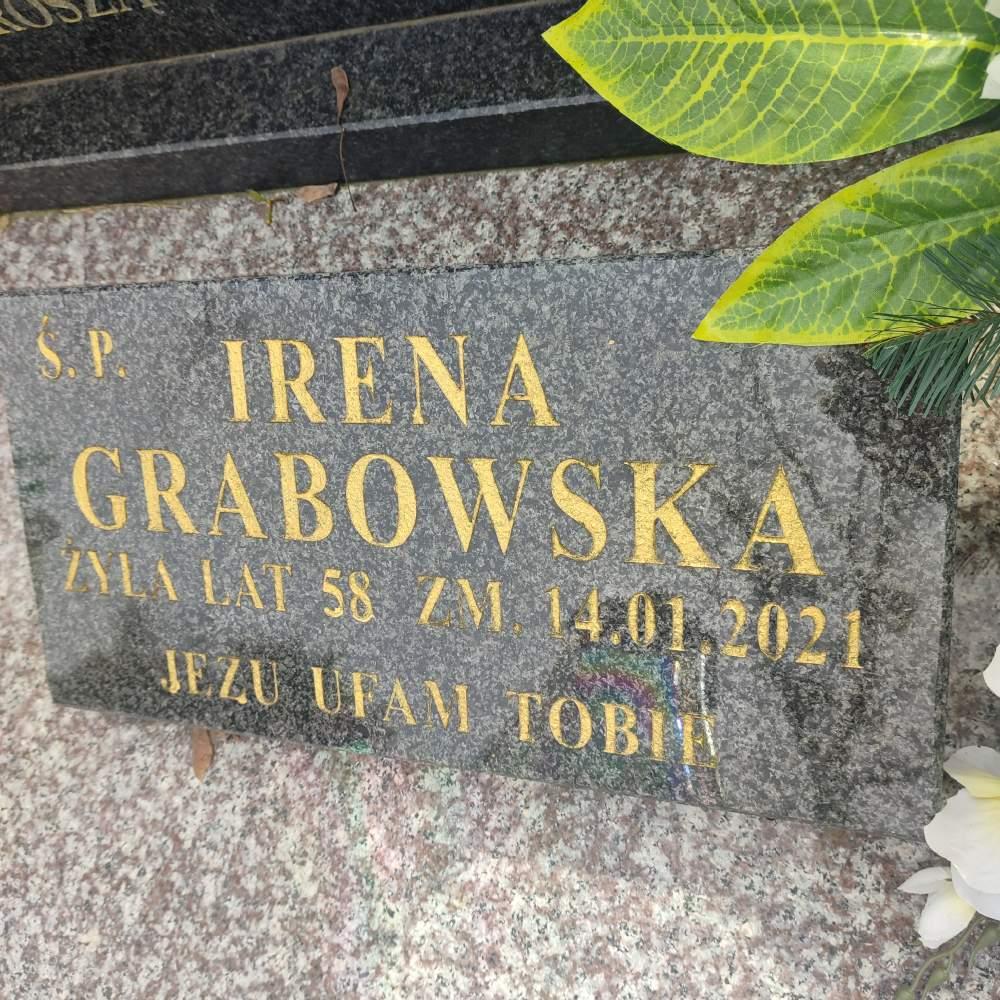 Ś.P. IRENA
GRABOWSKA
ŻYŁA LAT 58 ZM. 14.01.2021
JEZU UFAM TOBIE